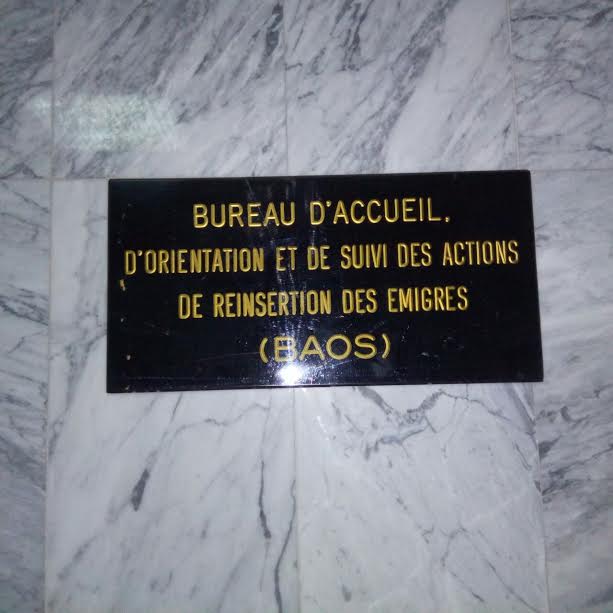 BUREAU D'ACCUEIL,
D'ORIENTATION ET DE SUIVI DES ACTIONS
DE REINSERTION DES EMIGRES
(BAOS)